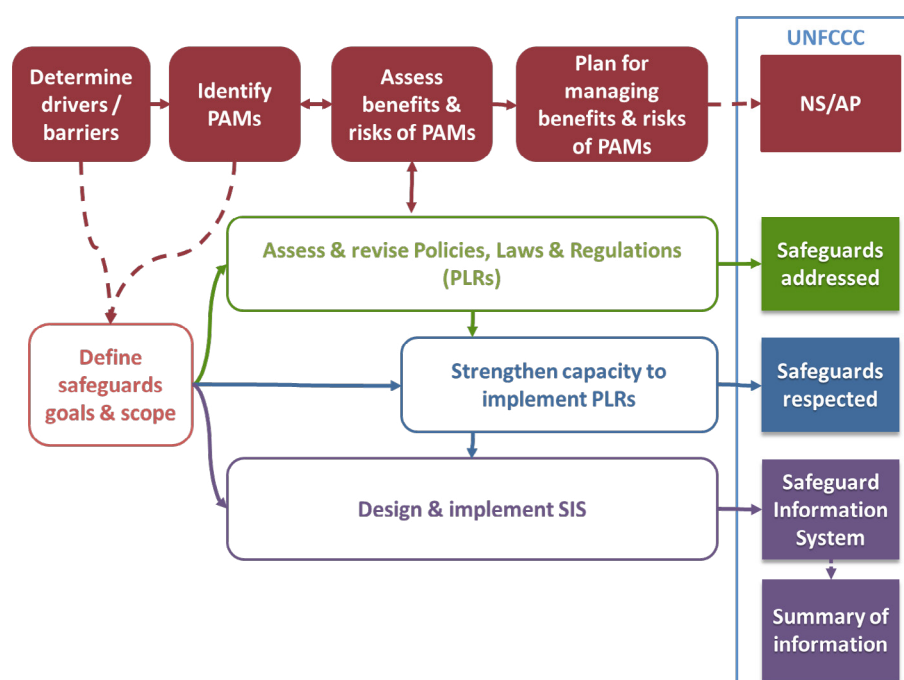 UNFCCC
Determine
drivers /
barriers
Identify
PAMs
Assess
benefits &
risks of PAMs
Plan for
managing
benefits & risks
of PAMs
NS/AP
Assess & revise Policies, Laws & Regulations
(PLRs)
Safeguards
addressed
Define
safeguards
goals & scope
Strengthen capacity to
implement PLRs
Safeguards
respected
Design & implement SIS
Safeguard
Information
System
Summary of
information